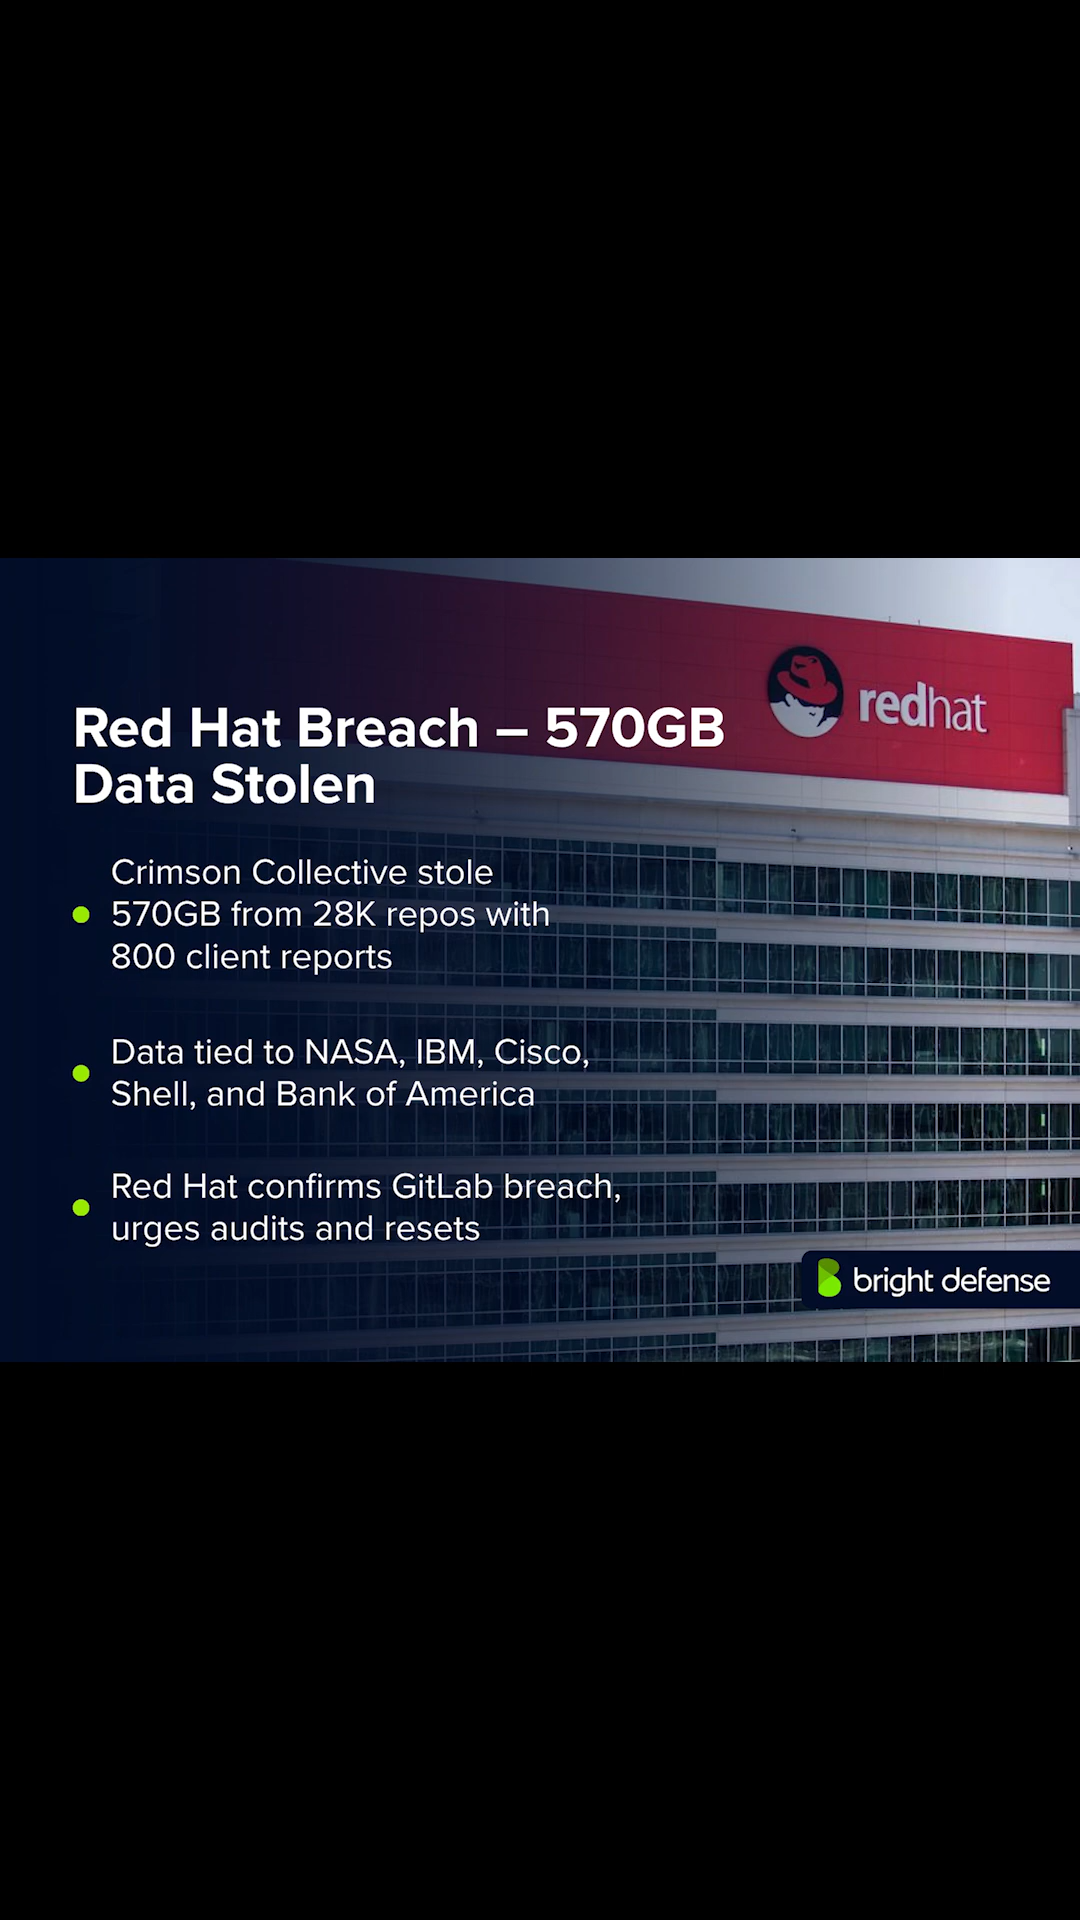 redhat
Red Hat Breach – 570GB
Data Stolen
Crimson Collective stole
570GB from 28K repos with
800 client reports
Data tied to NASA, IBM, Cisco,
Shell, and Bank of America
Red Hat confirms GitLab breach,
urges audits and resets
bright defense